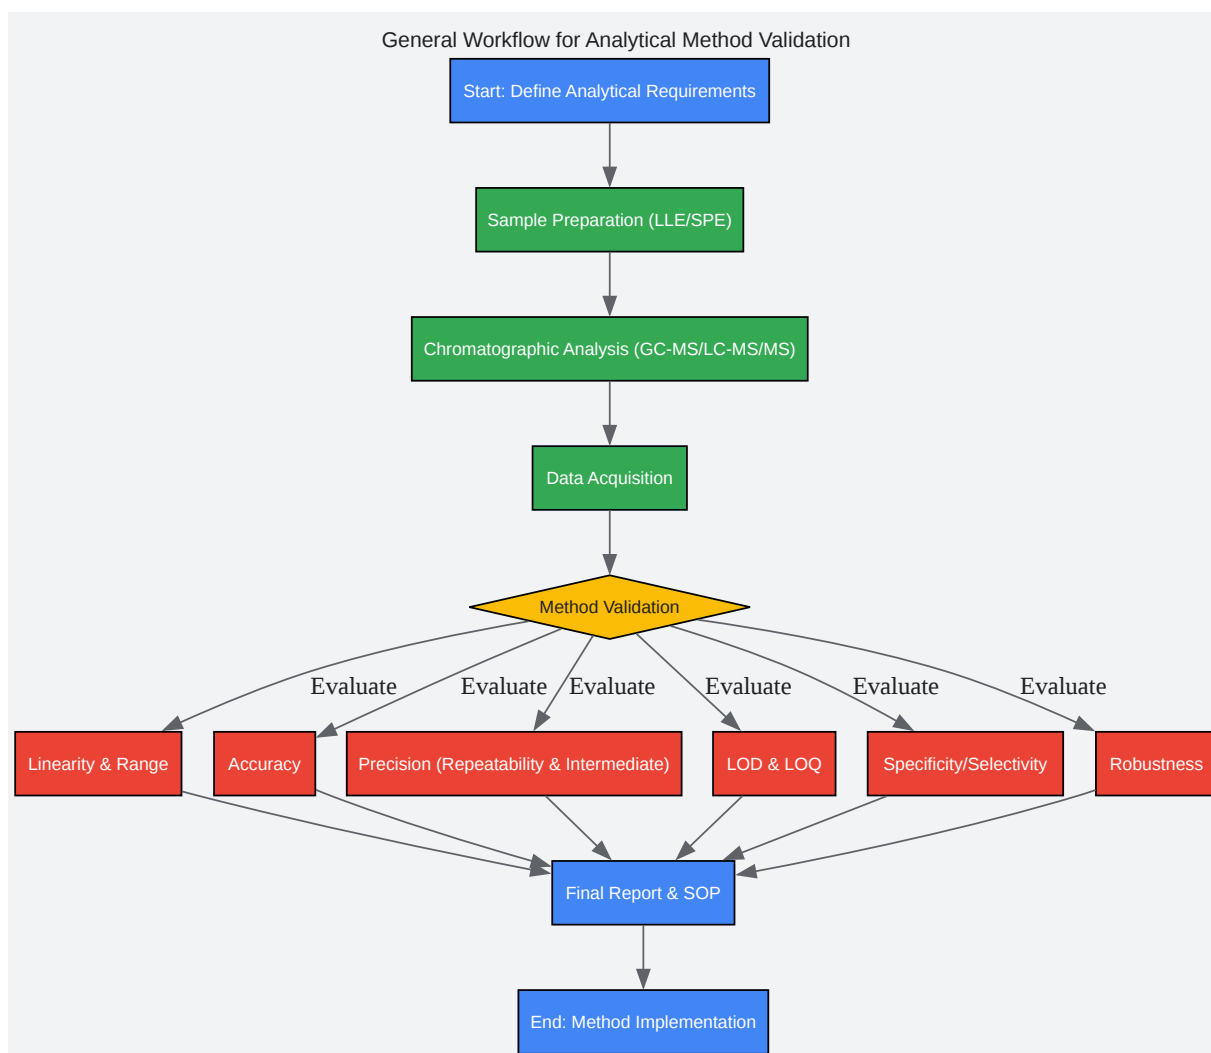 General Workflow for Analytical Method Validation
Start: Define Analytical Requirements
Sample Preparation (LLE/SPE)
Chromatographic Analysis (GC-MS/LC-MS/MS)
Data Acquisition
Method Validation
Evaluate
Evaluate
Evaluate
Evaluate
Evaluate
Evaluate
Linearity & Range
Accuracy
Precision (Repeatability & Intermediate)
LOD & LOQ
Specificity/Selectivity
Robustness
Final Report & SOP
End: Method Implementation